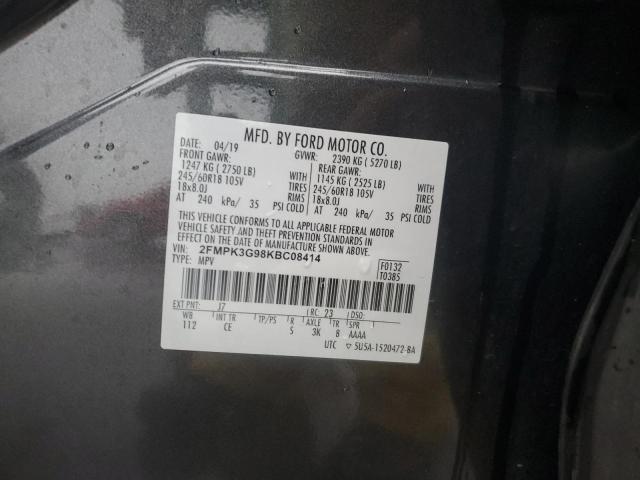 MFD. BY FORD MOTOR CO.
04/19 GVWR: 2390 KG ( 5270 LB)
FRONT GAWR: REAR GAWR:
1247 KG ( 2750 LB) WITH 1145 KG ( 2525 LB) WITH
245/60R18 105V TIRES 245/60R18 105V TIRES
18x8.0J RIMS 18x8.0J RIMS
AT 240 kPa/ 35 PSI COLD AT 240 kPa/ 35 PSI COLD
THIS VEHICLE CONFORMS TO ALL APPLICABLE FEDERAL MOTOR
VEHICLE SAFETY AND THEFT PREVENTION STANDARDS IN
EFFECT ON THE DATE OF MANUFACTURE SHOWN ABOVE.
VIN: 2FMPK3G98KBC08414 F0132
TYPE: MPV T0385
EXT PNT: J7 RC: 23 DSO:
WB INT TR TP/PS R AXLE TR SPR
112 CE S 3K 8 AAAA
UTC 5U5A-1520472-BA